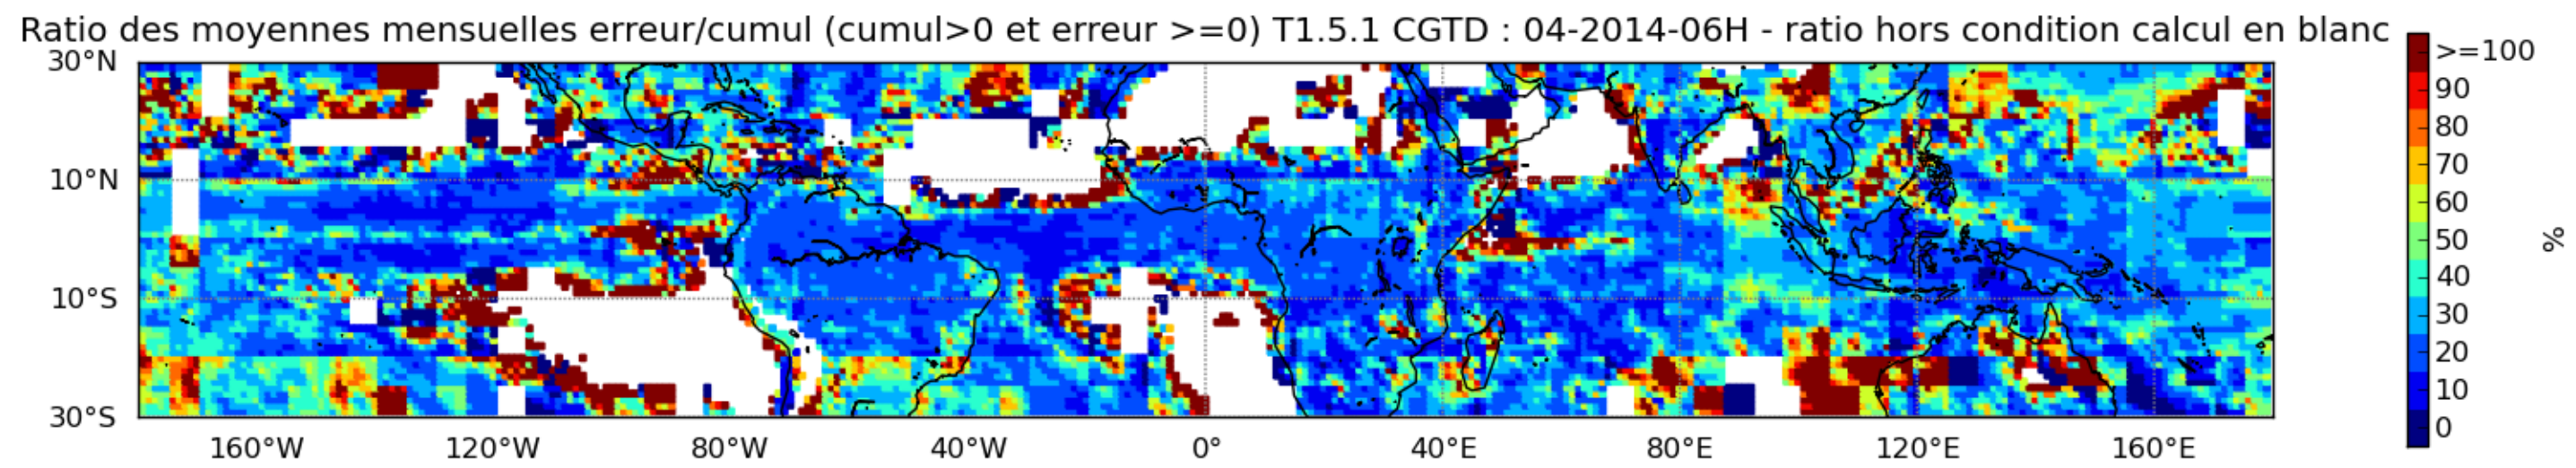 Ratio des moyennes mensuelles erreur/cumul (cumul>0 et erreur >=0) T1.5.1 CGTD : 04-2014-06H - ratio hors condition calcul en blanc
30°N
10°N
10°S
30°S
160°W 120°W 80°W 40°W 0° 40°E 80°E 120°E 160°E
>=100
90
80
70
60
50
40
30
20
10
0
%